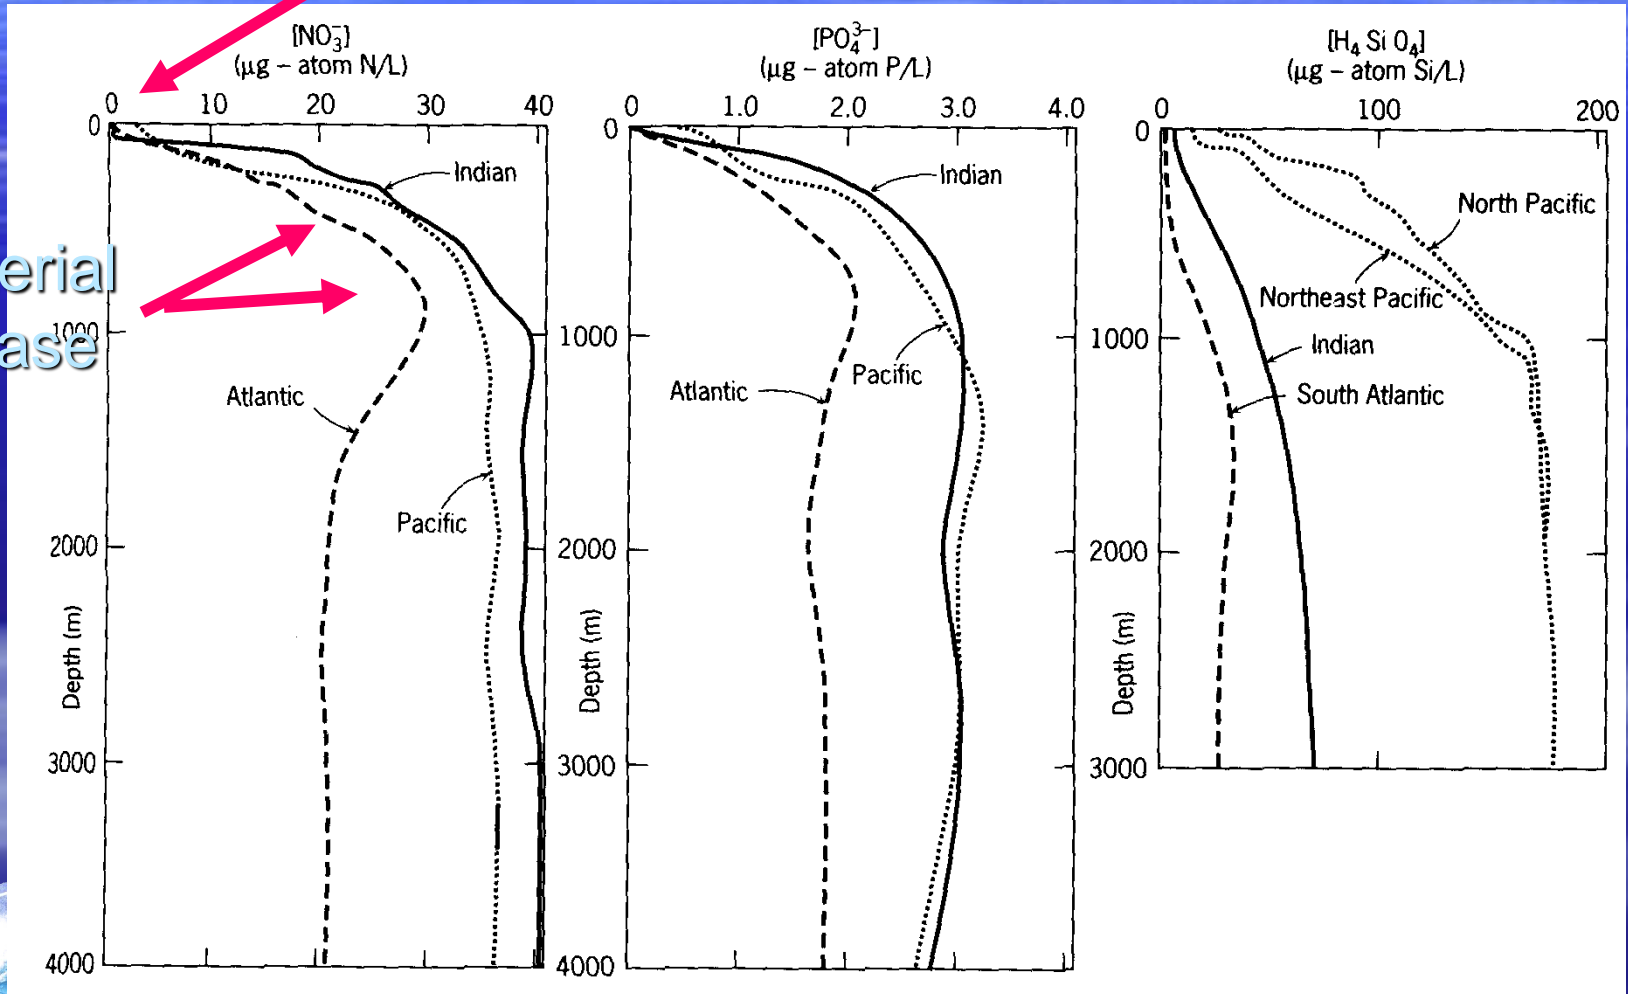 [NO₃⁻]
(μg – atom N/L)
0 10 20 30 40
0
1000
2000
3000
4000
Depth (m)
Indian
Atlantic
Pacific
erial
ase
[PO₄³⁻]
(μg – atom P/L)
0 1.0 2.0 3.0 4.0
0
1000
2000
3000
4000
Depth (m)
Indian
Atlantic
Pacific
[H₄ Si O₄]
(μg – atom Si/L)
0 100 200
0
1000
2000
3000
Depth (m)
North Pacific
Northeast Pacific
Indian
South Atlantic